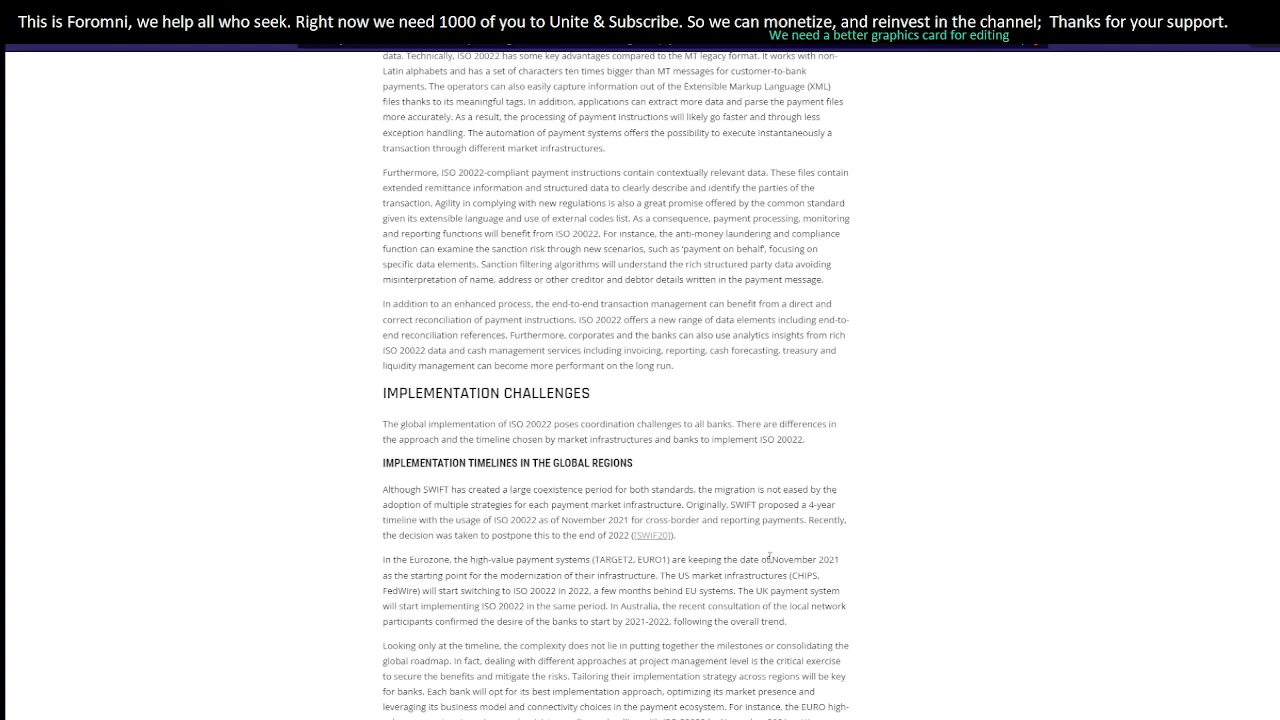 This is Foromni, we help all who seek. Right now we need 1000 of you to Unite & Subscribe. So we can monetize, and reinvest in the channel;  Thanks for your support.
We need a better graphics card for editing
data. Technically, ISO 20022 has some key advantages compared to the MT legacy format. It works with non-
Latin alphabets and has a set of characters ten times bigger than MT messages for customer-to-bank
payments. The operators can also easily capture information out of the Extensible Markup Language (XML)
files thanks to its meaningful tags. In addition, applications can extract more data and parse the payment files
more accurately. As a result, the processing of payment instructions will likely go faster and through less
exception handling. The automation of payment systems offers the possibility to execute instantaneously a
transaction through different market infrastructures.
Furthermore, ISO 20022-compliant payment instructions contain contextually relevant data. These files contain
extended remittance information and structured data to clearly describe and identify the parties of the
transaction. Agility in complying with new regulations is also a great promise offered by the common standard
given its extensible language and use of external codes list. As a consequence, payment processing, monitoring
and reporting functions will benefit from ISO 20022. For instance, the anti-money laundering and compliance
function can examine the sanction risk through new scenarios, such as ‘payment on behalf’, focusing on
specific data elements. Sanction filtering algorithms will understand the rich structured party data avoiding
misinterpretation of name, address or other creditor and debtor details written in the payment message.
In addition to an enhanced process, the end-to-end transaction management can benefit from a direct and
correct reconciliation of payment instructions. ISO 20022 offers a new range of data elements including end-to-
end reconciliation references. Furthermore, corporates and the banks can also use analytics insights from rich
ISO 20022 data and cash management services including invoicing, reporting, cash forecasting, treasury and
liquidity management can become more performant on the long run.
IMPLEMENTATION CHALLENGES
The global implementation of ISO 20022 poses coordination challenges to all banks. There are differences in
the approach and the timeline chosen by market infrastructures and banks to implement ISO 20022.
IMPLEMENTATION TIMELINES IN THE GLOBAL REGIONS
Although SWIFT has created a large coexistence period for both standards, the migration is not eased by the
adoption of multiple strategies for each payment market infrastructure. Originally, SWIFT proposed a 4-year
timeline with the usage of ISO 20022 as of November 2021 for cross-border and reporting payments. Recently,
the decision was taken to postpone this to the end of 2022 ([SWIF20]).
In the Eurozone, the high-value payment systems (TARGET2, EURO1) are keeping the date of November 2021
as the starting point for the modernization of their infrastructure. The US market infrastructures (CHIPS,
FedWire) will start switching to ISO 20022 in 2022, a few months behind EU systems. The UK payment system
will start implementing ISO 20022 in the same period. In Australia, the recent consultation of the local network
participants confirmed the desire of the banks to start by 2021-2022, following the overall trend.
Looking only at the timeline, the complexity does not lie in putting together the milestones or consolidating the
global roadmap. In fact, dealing with different approaches at project management level is the critical exercise
to secure the benefits and mitigate the risks. Tailoring their implementation strategy across regions will be key
for banks. Each bank will opt for its best implementation approach, optimizing its market presence and
leveraging its business model and connectivity choices in the payment ecosystem. For instance, the EURO high-